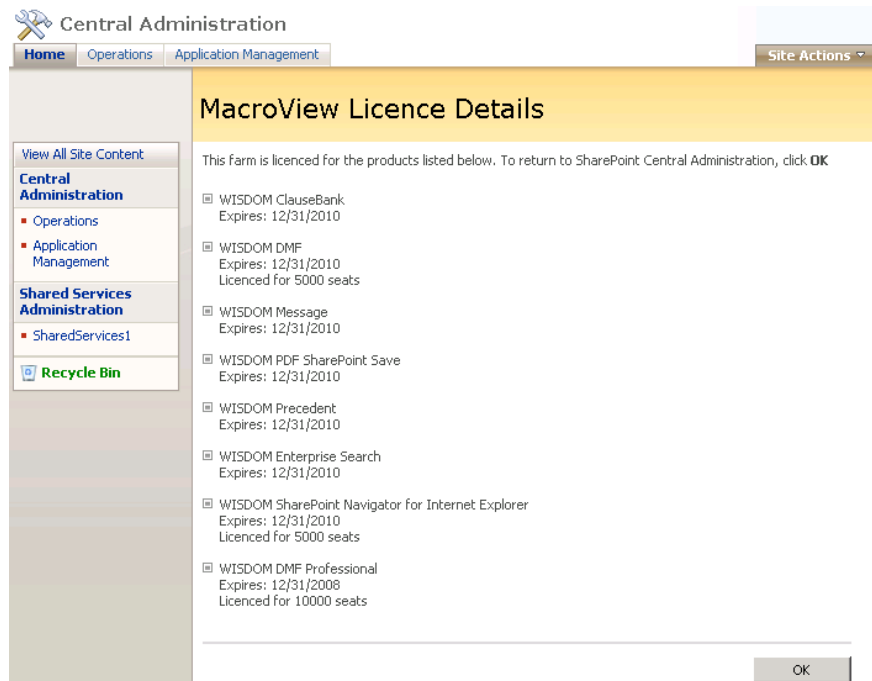 Central Administration
Home
Operations
Application Management
Site Actions
MacroView Licence Details
View All Site Content
Central
Administration
Operations
Application
Management
Shared Services
Administration
SharedServices1
Recycle Bin
This farm is licenced for the products listed below. To return to SharePoint Central Administration, click OK
WISDOM ClauseBank
Expires: 12/31/2010
WISDOM DMF
Expires: 12/31/2010
Licenced for 5000 seats
WISDOM Message
Expires: 12/31/2010
WISDOM PDF SharePoint Save
Expires: 12/31/2010
WISDOM Precedent
Expires: 12/31/2010
WISDOM Enterprise Search
Expires: 12/31/2010
WISDOM SharePoint Navigator for Internet Explorer
Expires: 12/31/2010
Licenced for 5000 seats
WISDOM DMF Professional
Expires: 12/31/2008
Licenced for 10000 seats
OK